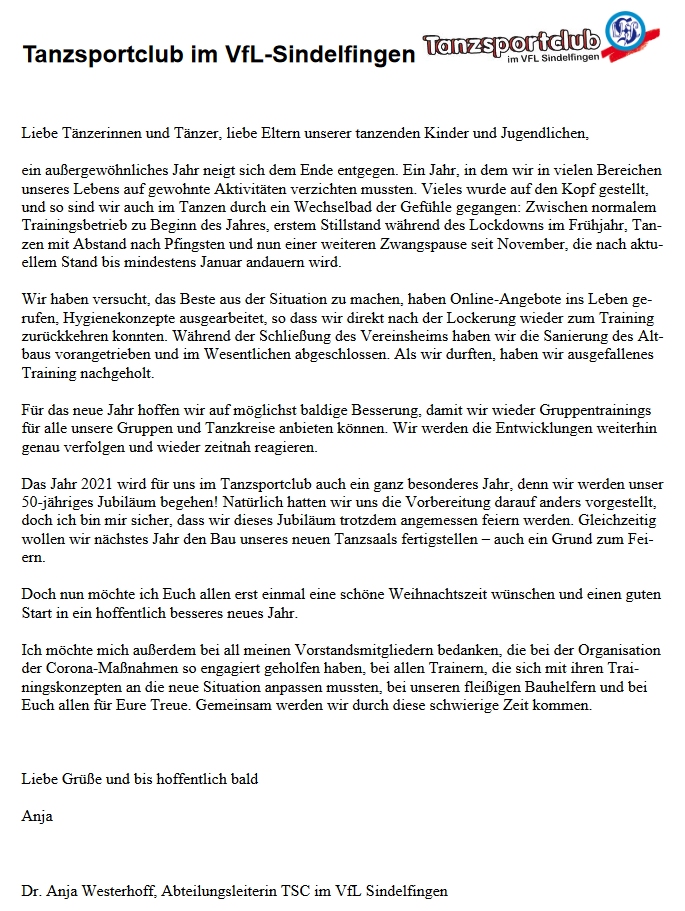 Tanzsportclub im VfL-Sindelfingen
Tanzsportclub
im VFL Sindelfingen
Liebe Tänzerinnen und Tänzer, liebe Eltern unserer tanzenden Kinder und Jugendlichen,
ein außergewöhnliches Jahr neigt sich dem Ende entgegen. Ein Jahr, in dem wir in vielen Bereichen
unseres Lebens auf gewohnte Aktivitäten verzichten mussten. Vieles wurde auf den Kopf gestellt,
und so sind wir auch im Tanzen durch ein Wechselbad der Gefühle gegangen: Zwischen normalem
Trainingsbetrieb zu Beginn des Jahres, erstem Stillstand während des Lockdowns im Frühjahr, Tan-
zen mit Abstand nach Pfingsten und nun einer weiteren Zwangspause seit November, die nach aktu-
ellem Stand bis mindestens Januar andauern wird.
Wir haben versucht, das Beste aus der Situation zu machen, haben Online-Angebote ins Leben ge-
rufen, Hygienekonzepte ausgearbeitet, so dass wir direkt nach der Lockerung wieder zum Training
zurückkehren konnten. Während der Schließung des Vereinsheims haben wir die Sanierung des Alt-
baus vorangetrieben und im Wesentlichen abgeschlossen. Als wir durften, haben wir ausgefallenes
Training nachgeholt.
Für das neue Jahr hoffen wir auf möglichst baldige Besserung, damit wir wieder Gruppentrainings
für alle unsere Gruppen und Tanzkreise anbieten können. Wir werden die Entwicklungen weiterhin
genau verfolgen und wieder zeitnah reagieren.
Das Jahr 2021 wird für uns im Tanzsportclub auch ein ganz besonderes Jahr, denn wir werden unser
50-jähriges Jubiläum begehen! Natürlich hatten wir uns die Vorbereitung darauf anders vorgestellt,
doch ich bin mir sicher, dass wir dieses Jubiläum trotzdem angemessen feiern werden. Gleichzeitig
wollen wir nächstes Jahr den Bau unseres neuen Tanzsaals fertigstellen – auch ein Grund zum Fei-
ern.
Doch nun möchte ich Euch allen erst einmal eine schöne Weihnachtszeit wünschen und einen guten
Start in ein hoffentlich besseres neues Jahr.
Ich möchte mich außerdem bei all meinen Vorstandsmitgliedern bedanken, die bei der Organisation
der Corona-Maßnahmen so engagiert geholfen haben, bei allen Trainern, die sich mit ihren Trai-
ningskonzepten an die neue Situation anpassen mussten, bei unseren fleißigen Bauhelfern und bei
Euch allen für Eure Treue. Gemeinsam werden wir durch diese schwierige Zeit kommen.
Liebe Grüße und bis hoffentlich bald
Anja
Dr. Anja Westerhoff, Abteilungsleiterin TSC im VfL Sindelfingen